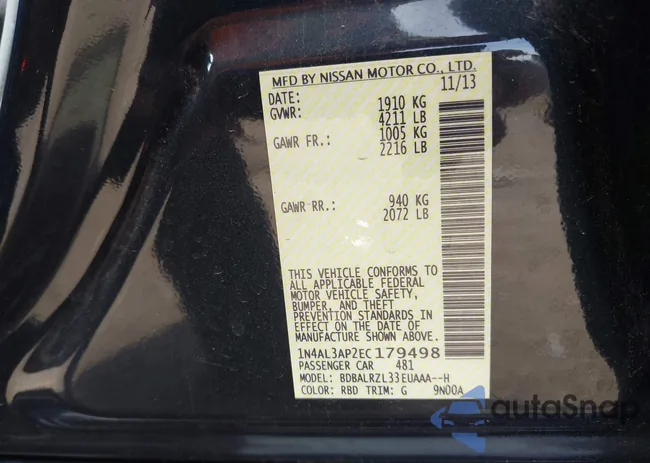 MFD BY NISSAN MOTOR CO., LTD.
DATE: 11/13
GVWR: 1910 KG
4211 LB
GAWR FR.: 1005 KG
2216 LB
GAWR RR.: 940 KG
2072 LB
THIS VEHICLE CONFORMS TO
ALL APPLICABLE FEDERAL
MOTOR VEHICLE SAFETY,
BUMPER, AND THEFT
PREVENTION STANDARDS IN
EFFECT ON THE DATE OF
MANUFACTURE SHOWN ABOVE.
1N4AL3AP2EC179498
PASSENGER CAR 481
MODEL: BDBALRZL33EUAAA--H
COLOR: RBD TRIM: G 9N00A
autoSnap